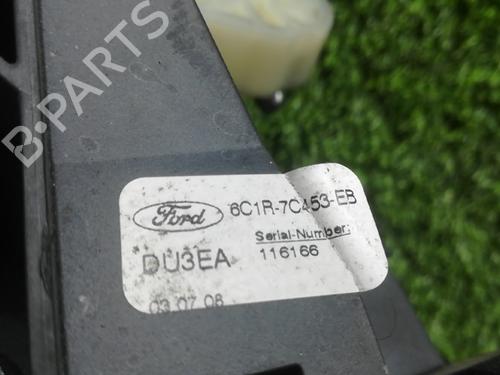 B-PARTS
Ford
6C1R-7C453-EB
Serial-Number:
DU3EA
116166
03.07.08